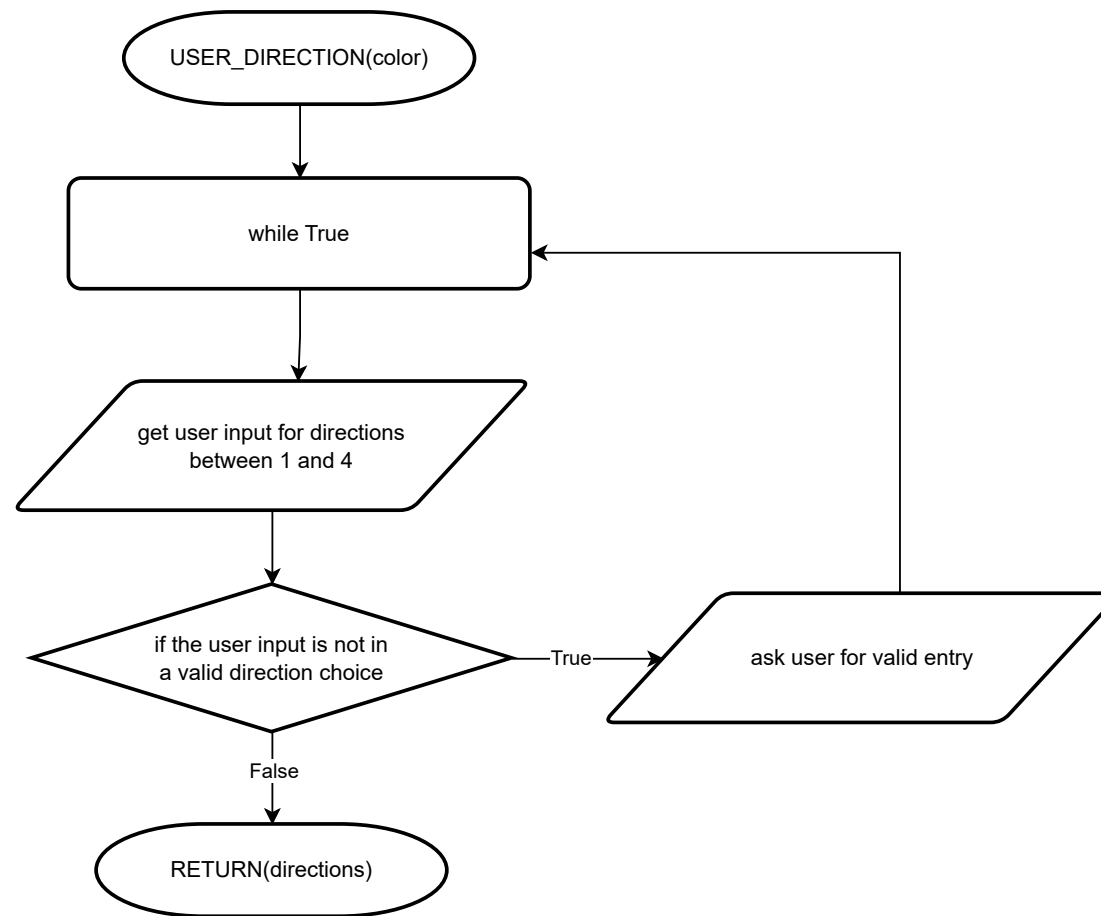 USER_DIRECTION(color)
while True
get user input for directions
between 1 and 4
if the user input is not in
a valid direction choice
True
ask user for valid entry
False
RETURN(directions)